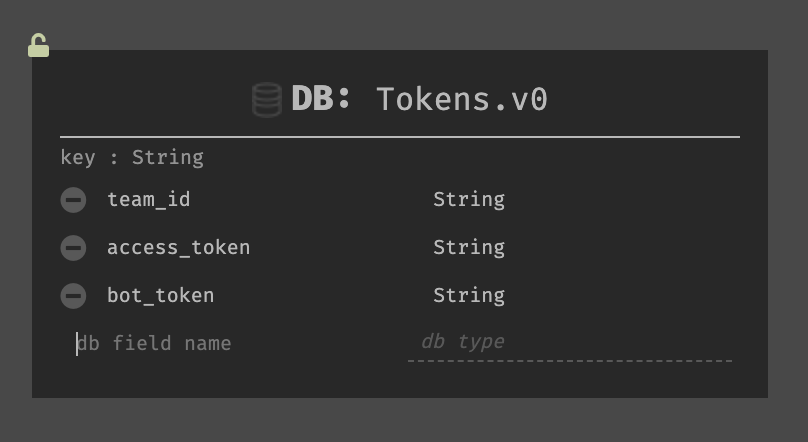 DB: Tokens.v0
key : String
team_id String
access_token String
bot_token String
db field name db type